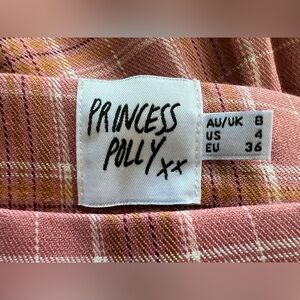 PRINCESS
POLLY xx
AU/UK 8
US 4
EU 36